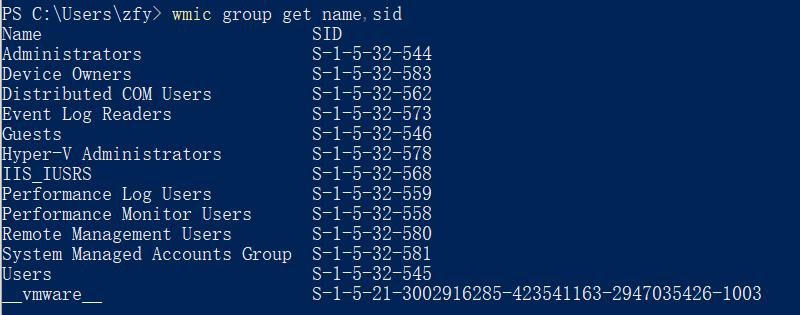 PS C:\Users\zfy> wmic group get name,sid
Name SID
Administrators S-1-5-32-544
Device Owners S-1-5-32-583
Distributed COM Users S-1-5-32-562
Event Log Readers S-1-5-32-573
Guests S-1-5-32-546
Hyper-V Administrators S-1-5-32-578
IIS_IUSRS S-1-5-32-568
Performance Log Users S-1-5-32-559
Performance Monitor Users S-1-5-32-558
Remote Management Users S-1-5-32-580
System Managed Accounts Group S-1-5-32-581
Users S-1-5-32-545
__vmware__ S-1-5-21-3002916285-423541163-2947035426-1003